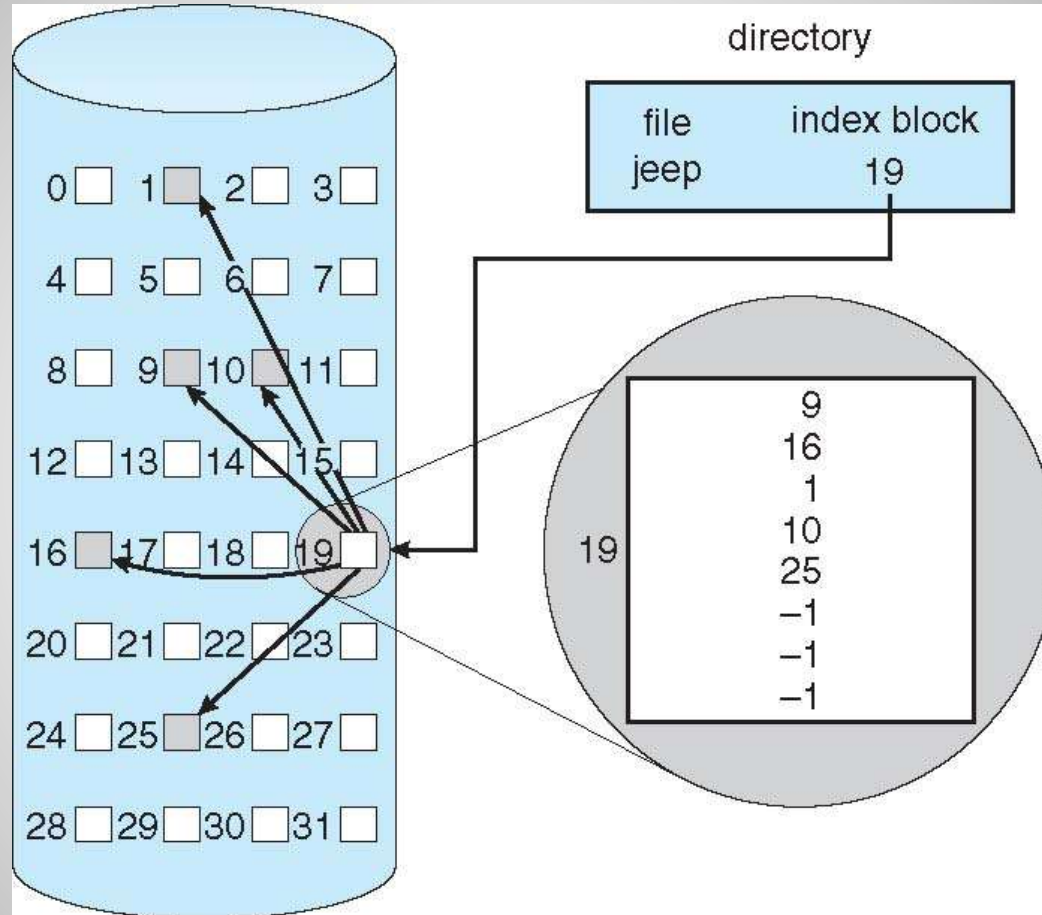 directory
file index block
jeep 19
0 1 2 3
4 5 6 7
8 9 10 11
12 13 14 15
16 17 18 19
20 21 22 23
24 25 26 27
28 29 30 31
19
9
16
1
10
25
–1
–1
–1